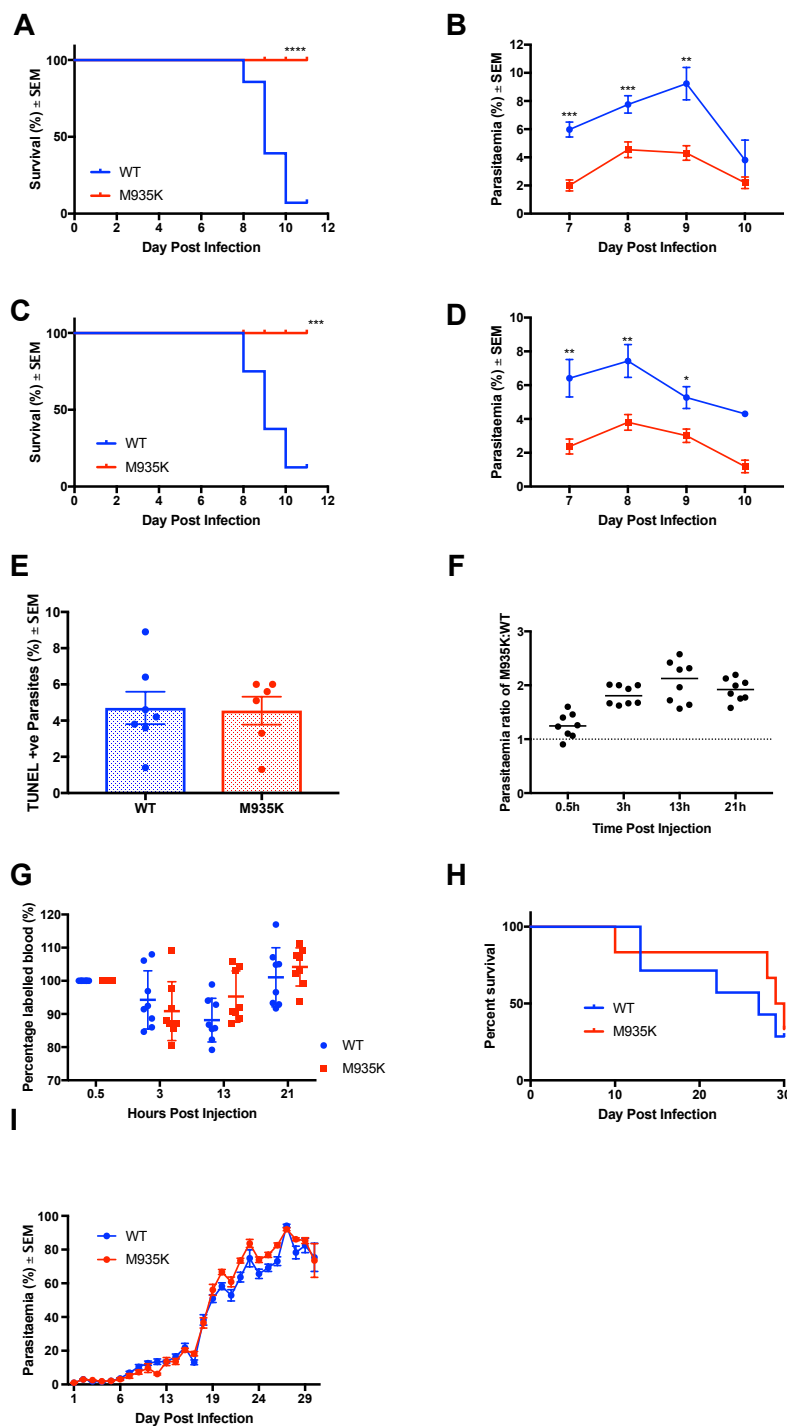 A
Survival (%) ± SEM
100
50
0
0 2 4 6 8 10 12
Day Post Infection
WT
M935K
****
B
Parasitaemia (%) ± SEM
12
10
8
6
4
2
0
7 8 9 10
Day Post Infection
*** *** **
C
Survival (%) ± SEM
100
50
0
0 2 4 6 8 10 12
Day Post Infection
WT
M935K
***
D
Parasitaemia (%) ± SEM
10
8
6
4
2
0
7 8 9 10
Day Post Infection
** ** *
E
TUNEL +ve Parasites (%) ± SEM
10
8
6
4
2
0
WT M935K
F
Parasitaemia ratio of M935K:WT
3
2
1
0
0.5h 3h 13h 21h
Time Post Injection
G
Percentage labelled blood (%)
120
110
100
90
80
70
0.5 3 13 21
Hours Post Injection
WT
M935K
H
Percent survival
100
50
0
0 10 20 30
Day Post Infection
WT
M935K
I
Parasitaemia (%) ± SEM
100
80
60
40
20
0
1 6 13 19 24 29
Day Post Infection
WT
M935K